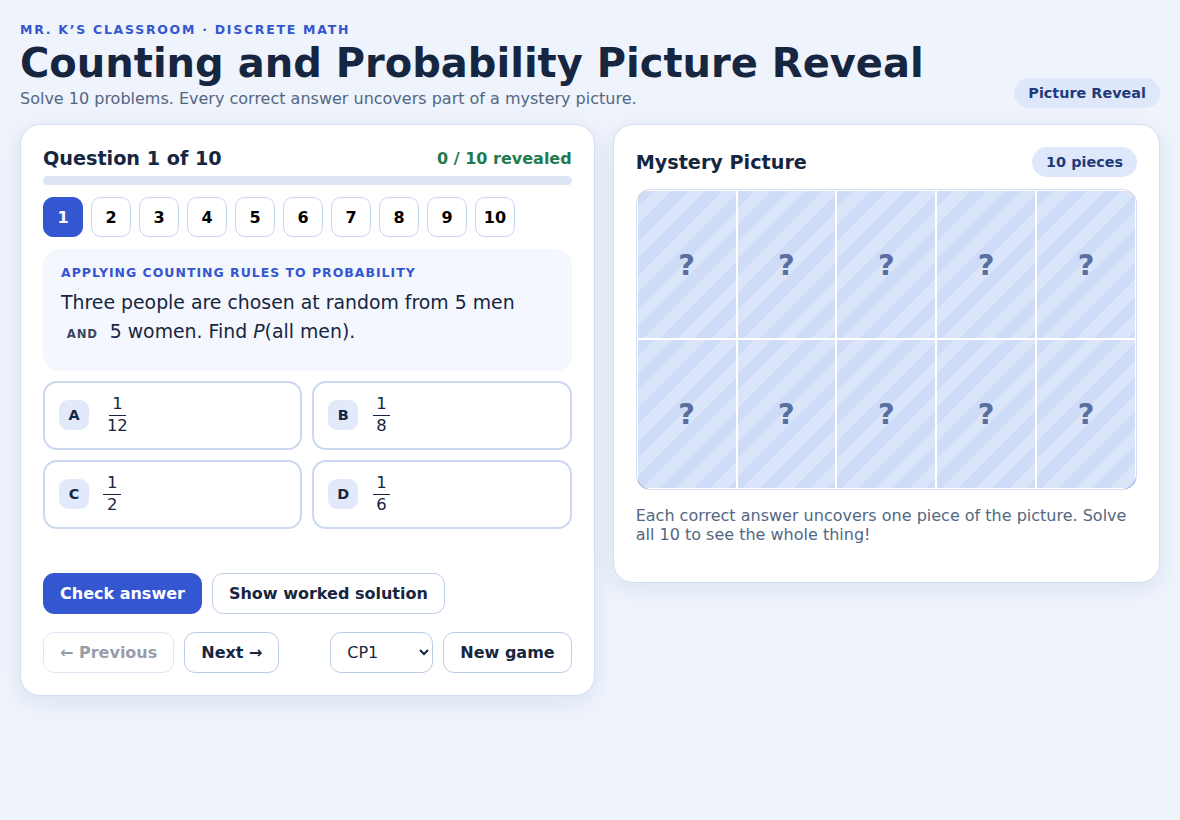 MR. K’S CLASSROOM · DISCRETE MATH
Counting and Probability Picture Reveal
Solve 10 problems. Every correct answer uncovers part of a mystery picture.
Picture Reveal
Question 1 of 10
0 / 10 revealed
1 2 3 4 5 6 7 8 9 10
APPLYING COUNTING RULES TO PROBABILITY
Three people are chosen at random from 5 men
AND 5 women. Find P(all men).
A 1/12
B 1/8
C 1/2
D 1/6
Check answer
Show worked solution
← Previous
Next →
CP1
New game
Mystery Picture
10 pieces
? ? ? ? ?
? ? ? ? ?
Each correct answer uncovers one piece of the picture. Solve
all 10 to see the whole thing!